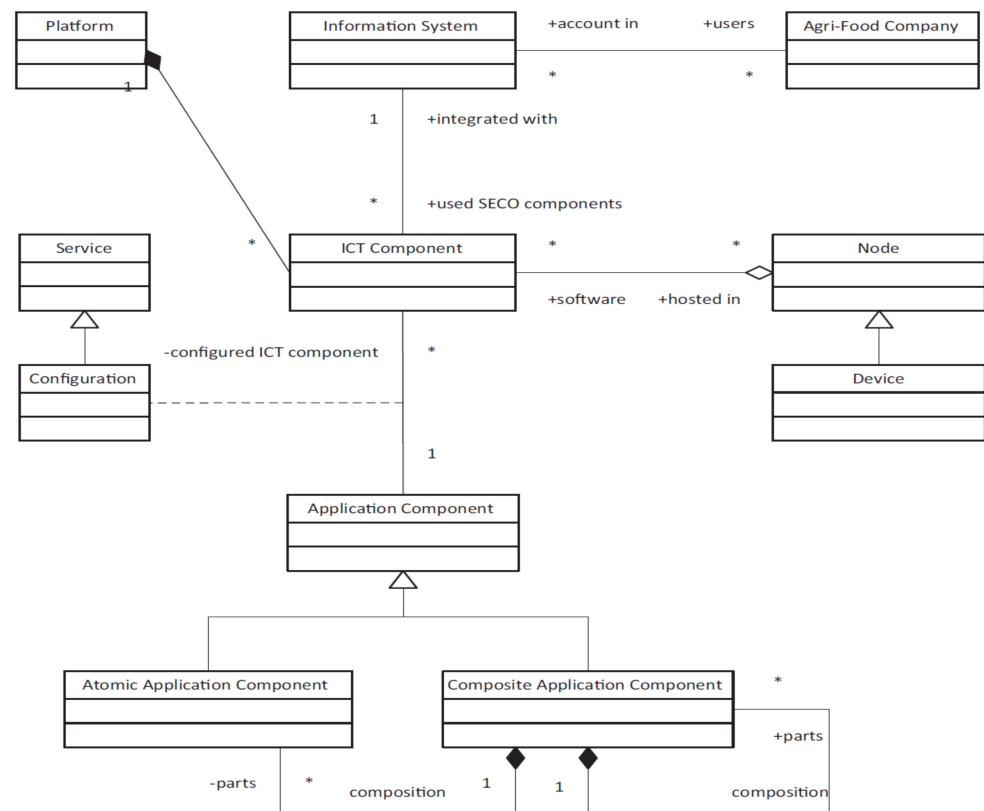 Platform
Information System
+account in
+users
Agri-Food Company
1
*
*
1
+integrated with
*
+used SECO components
Service
*
ICT Component
*
*
Node
+software
+hosted in
-configured ICT component
*
Configuration
Device
1
Application Component
Atomic Application Component
Composite Application Component
*
+parts
-parts
*
composition
1
1
composition